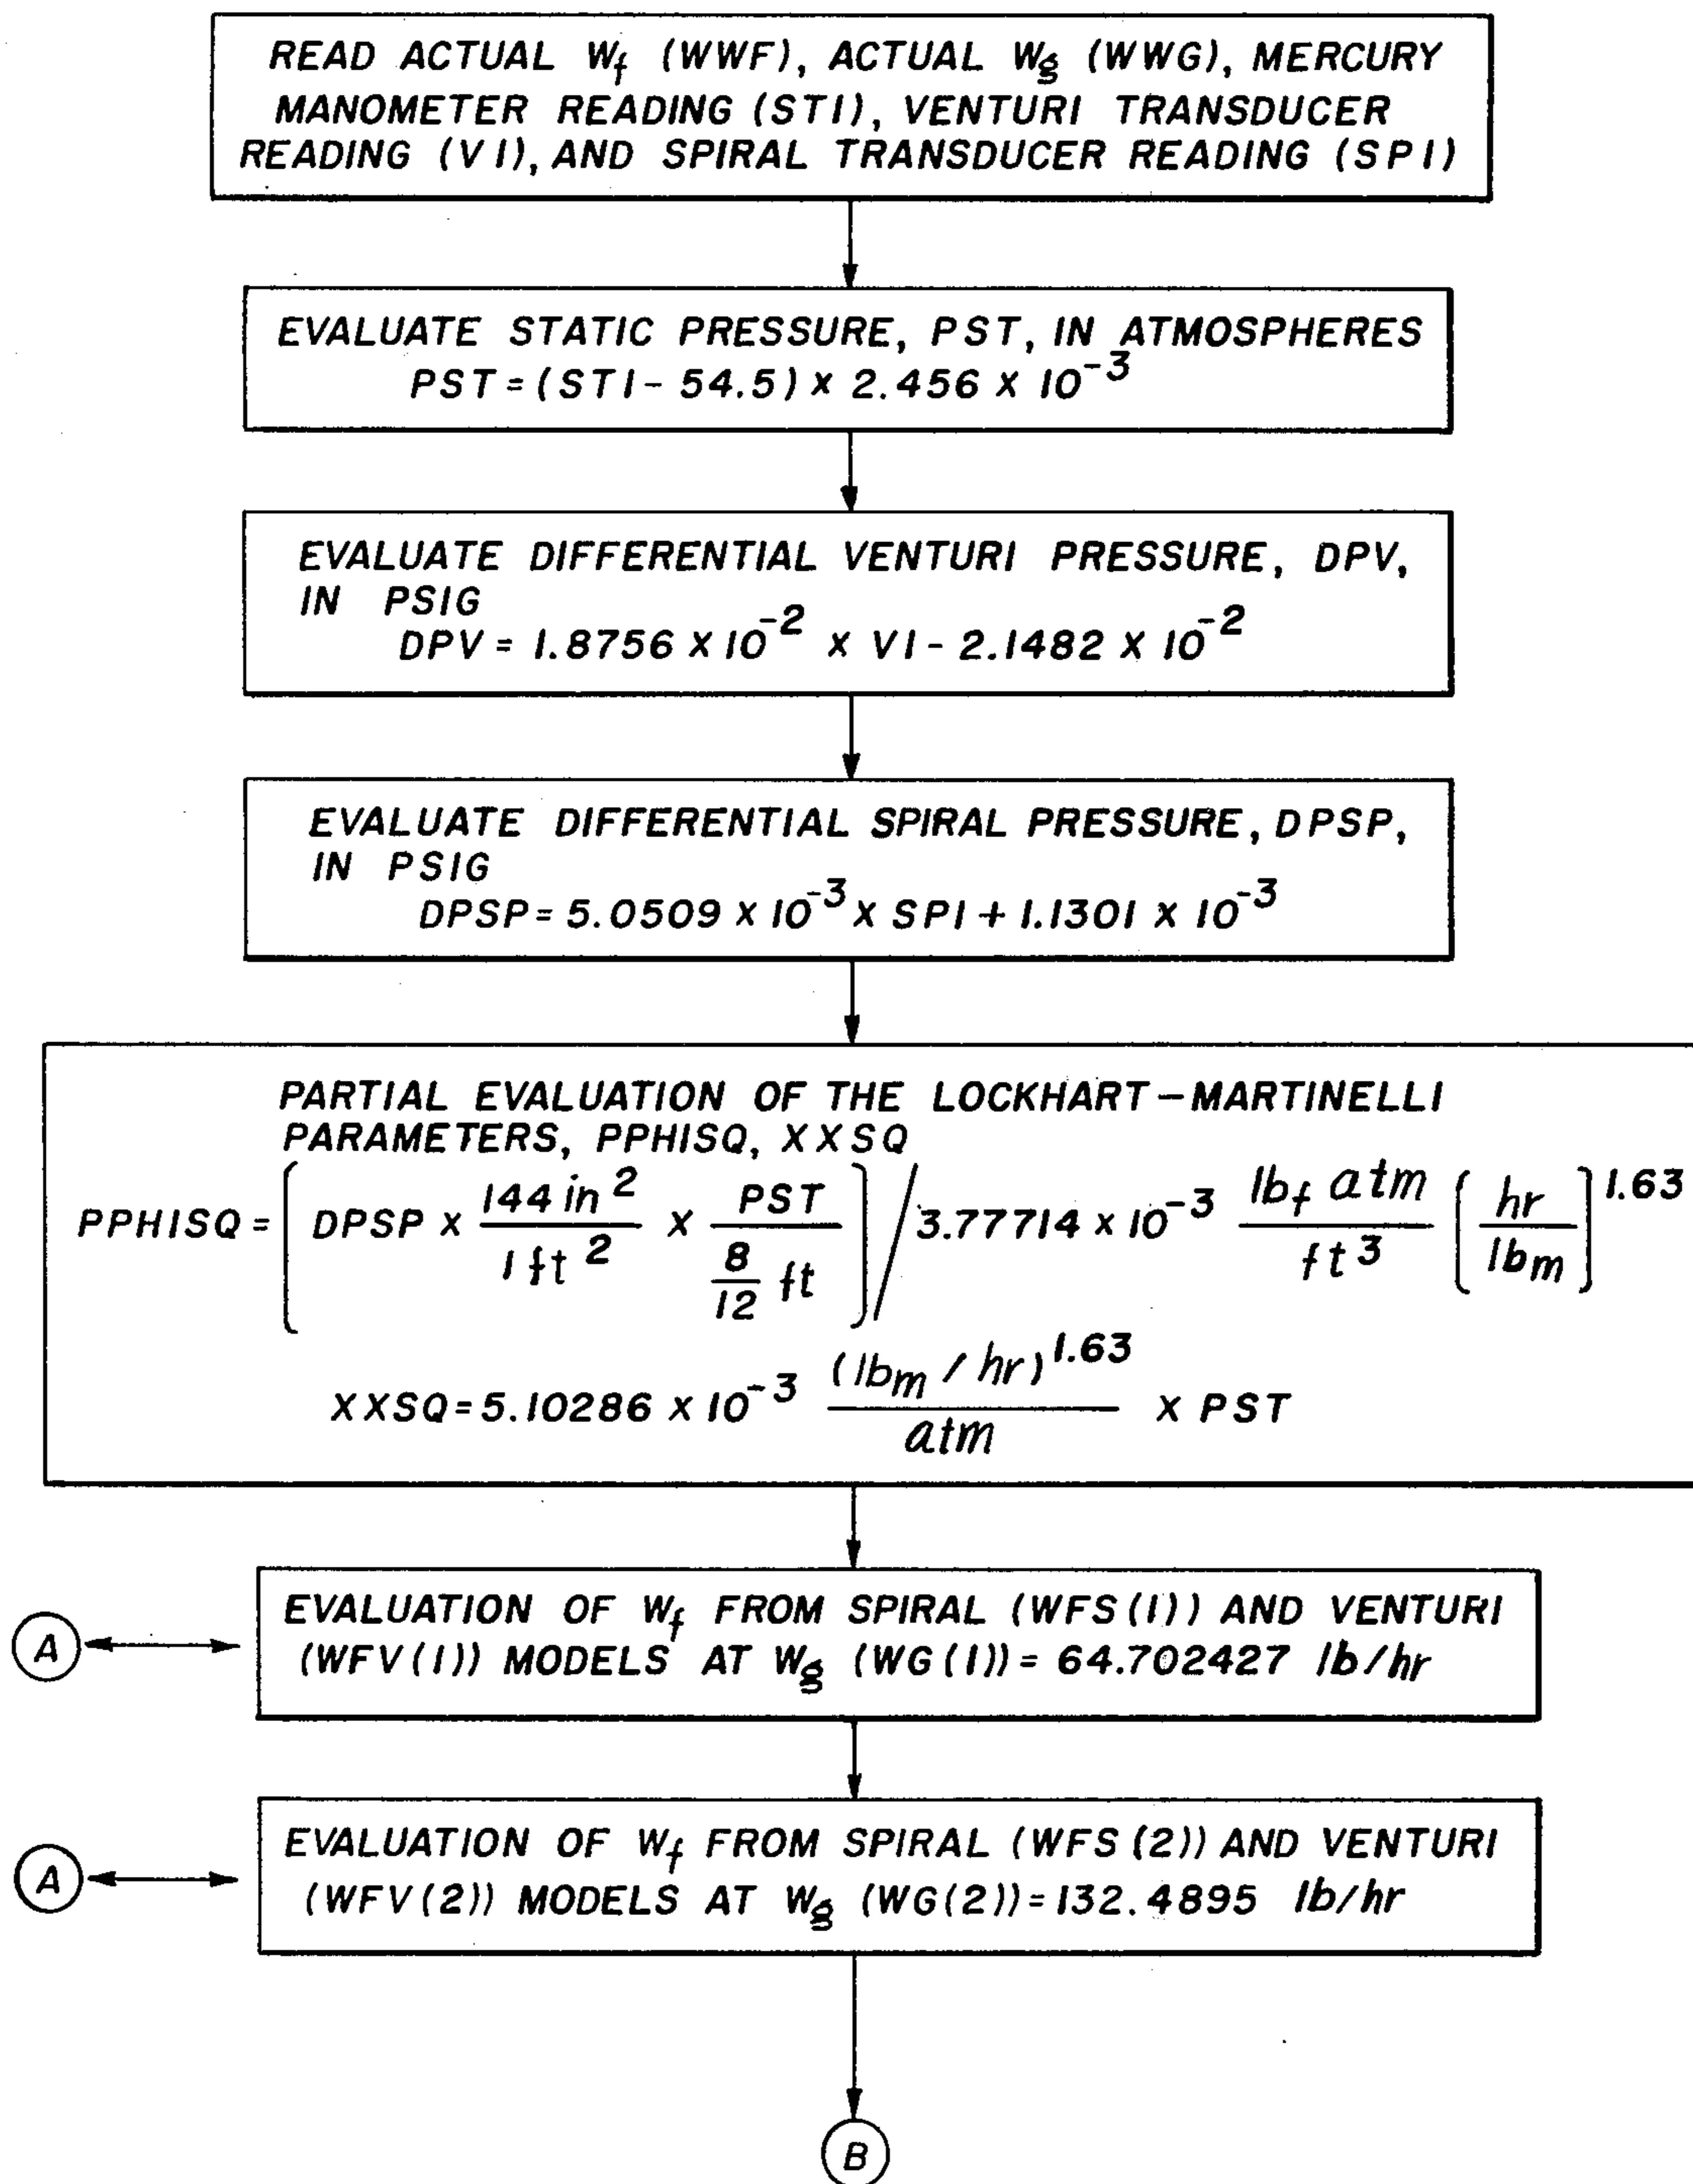 READ ACTUAL Wf (WWF), ACTUAL Wg (WWG), MERCURY
MANOMETER READING (STI), VENTURI TRANSDUCER
READING (VI), AND SPIRAL TRANSDUCER READING (SPI)
EVALUATE STATIC PRESSURE, PST, IN ATMOSPHERES
PST = (STI - 54.5) x 2.456 x 10^-3
EVALUATE DIFFERENTIAL VENTURI PRESSURE, DPV,
IN PSIG
DPV = 1.8756 x 10^-2 x VI - 2.1482 x 10^-2
EVALUATE DIFFERENTIAL SPIRAL PRESSURE, DPSP,
IN PSIG
DPSP = 5.0509 x 10^-3 x SPI + 1.1301 x 10^-3
PARTIAL EVALUATION OF THE LOCKHART-MARTINELLI
PARAMETERS, PPHISQ, XXSQ
PPHISQ = [DPSP x 144 in^2 / 1 ft^2 x PST / (8/12 ft)] / 3.77714 x 10^-3 lbf atm / ft^3 [hr / lbm]^1.63
XXSQ = 5.10286 x 10^-3 (lbm / hr)^1.63 / atm x PST
A
EVALUATION OF Wf FROM SPIRAL (WFS(1)) AND VENTURI
(WFV(1)) MODELS AT Wg (WG(1)) = 64.702427 lb/hr
A
EVALUATION OF Wf FROM SPIRAL (WFS(2)) AND VENTURI
(WFV(2)) MODELS AT Wg (WG(2)) = 132.4895 lb/hr
B